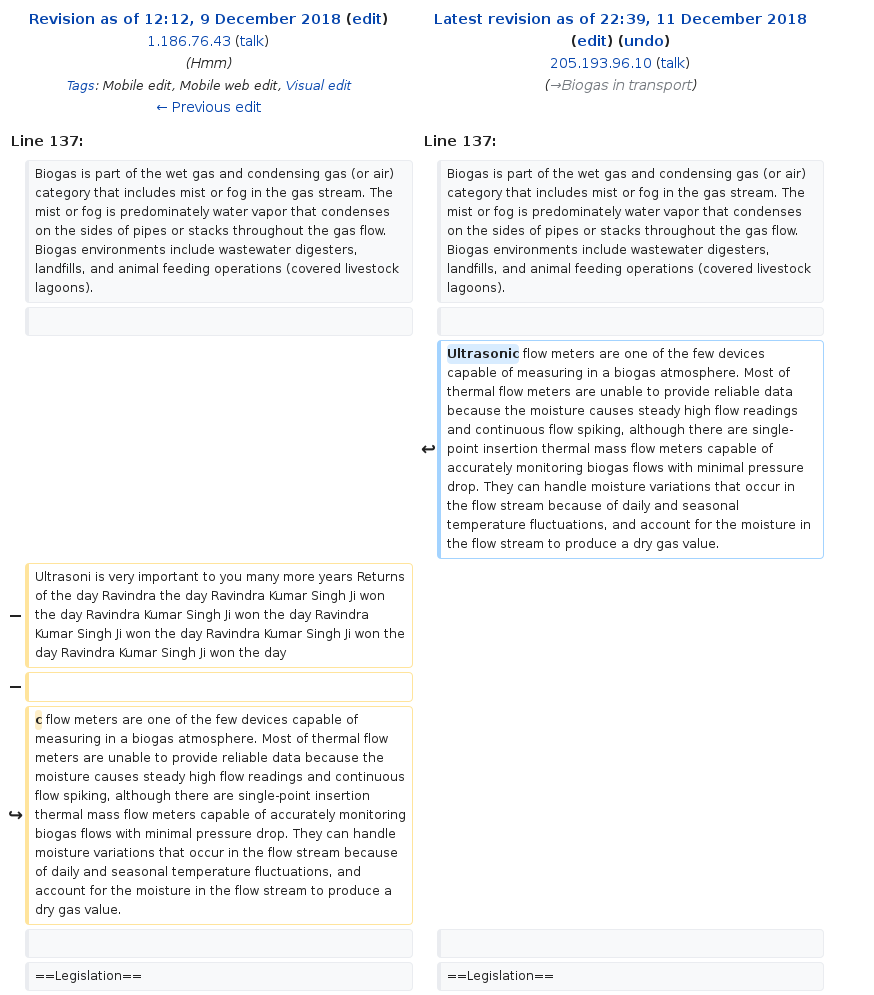 Revision as of 12:12, 9 December 2018 (edit)
1.186.76.43 (talk)
(Hmm)
Tags: Mobile edit, Mobile web edit, Visual edit
← Previous edit
Latest revision as of 22:39, 11 December 2018
(edit) (undo)
205.193.96.10 (talk)
(→Biogas in transport)
Line 137:
Line 137:
Biogas is part of the wet gas and condensing gas (or air)
category that includes mist or fog in the gas stream. The
mist or fog is predominately water vapor that condenses
on the sides of pipes or stacks throughout the gas flow.
Biogas environments include wastewater digesters,
landfills, and animal feeding operations (covered livestock
lagoons).
Biogas is part of the wet gas and condensing gas (or air)
category that includes mist or fog in the gas stream. The
mist or fog is predominately water vapor that condenses
on the sides of pipes or stacks throughout the gas flow.
Biogas environments include wastewater digesters,
landfills, and animal feeding operations (covered livestock
lagoons).
↩
Ultrasonic flow meters are one of the few devices
capable of measuring in a biogas atmosphere. Most of
thermal flow meters are unable to provide reliable data
because the moisture causes steady high flow readings
and continuous flow spiking, although there are single-
point insertion thermal mass flow meters capable of
accurately monitoring biogas flows with minimal pressure
drop. They can handle moisture variations that occur in
the flow stream because of daily and seasonal
temperature fluctuations, and account for the moisture in
the flow stream to produce a dry gas value.
−
Ultrasoni is very important to you many more years Returns
of the day Ravindra the day Ravindra Kumar Singh Ji won
the day Ravindra Kumar Singh Ji won the day Ravindra
Kumar Singh Ji won the day Ravindra Kumar Singh Ji won the
day Ravindra Kumar Singh Ji won the day
−
↪
c flow meters are one of the few devices capable of
measuring in a biogas atmosphere. Most of thermal flow
meters are unable to provide reliable data because the
moisture causes steady high flow readings and continuous
flow spiking, although there are single-point insertion
thermal mass flow meters capable of accurately monitoring
biogas flows with minimal pressure drop. They can handle
moisture variations that occur in the flow stream because
of daily and seasonal temperature fluctuations, and
account for the moisture in the flow stream to produce a
dry gas value.
==Legislation==
==Legislation==